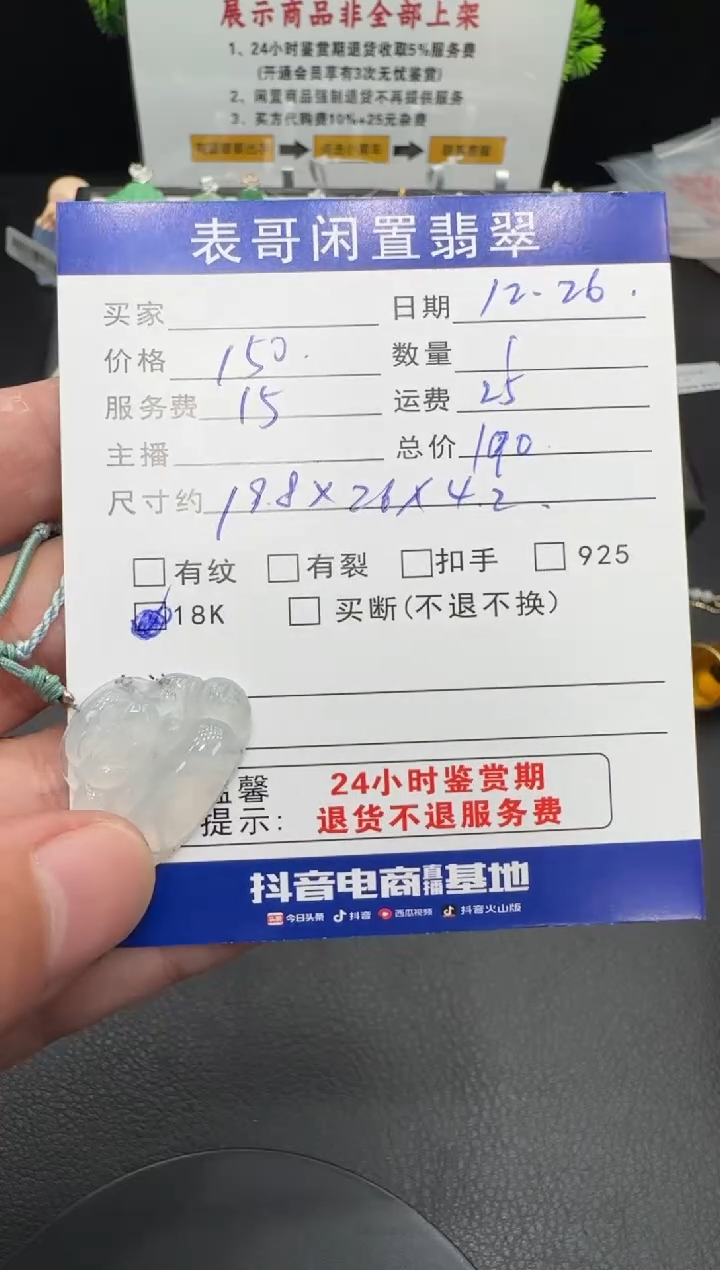 展示商品非全部上架
1、24小时鉴赏期退货收取5%服务费
(开通会员享有3次无忧鉴赏)
2、闲置商品强制退货不再提供服务
3、买方代购费10%+25元杂费
表哥闲置翡翠
买家 日期 12-26.
价格 150. 数量 1
服务费 15 运费 25
主播 总价 190
尺寸约 19.8×26×4.2.
有纹 有裂 扣手 925
18K 买断(不退不换)
馨 24小时鉴赏期
提示: 退货不退服务费
抖音电商直播基地
头条 今日头条 抖音 西瓜视频 抖音火山版